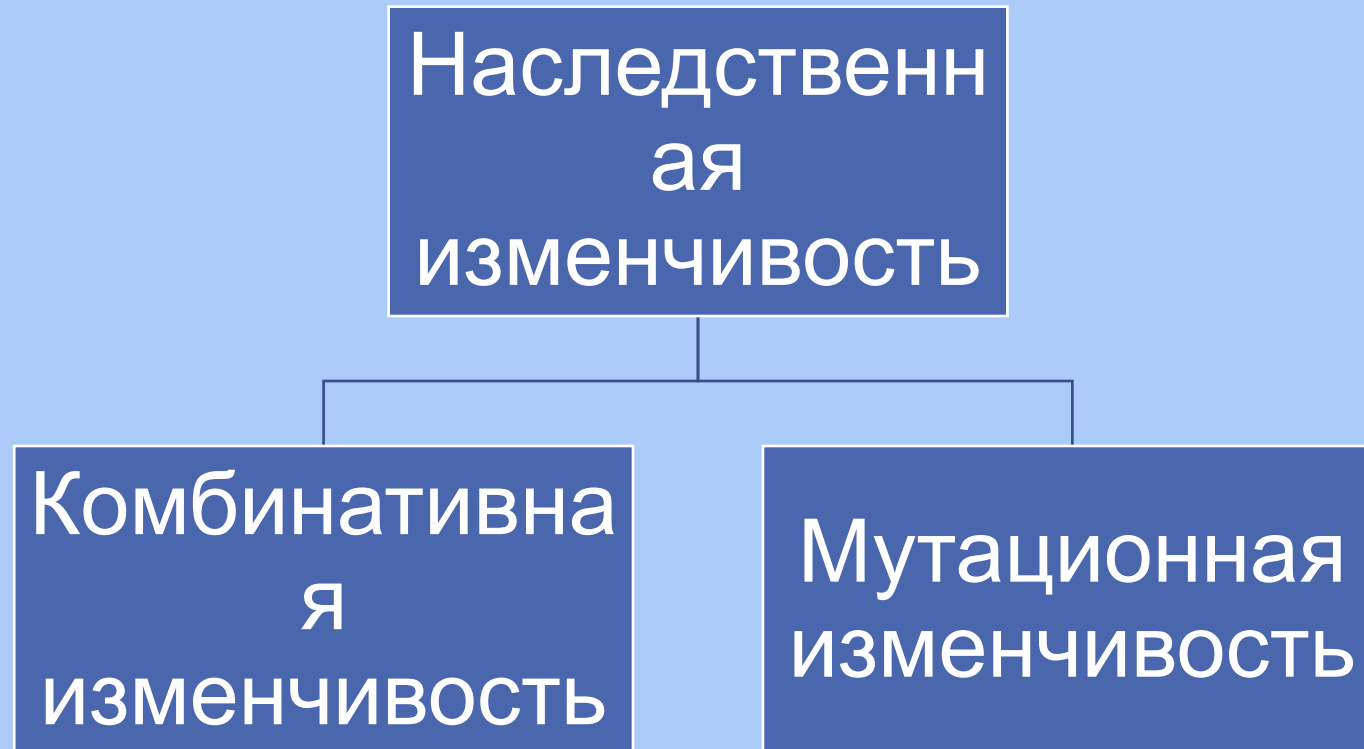 Наследственн
ая
изменчивость
Комбинативна
я
изменчивость
Мутационная
изменчивость